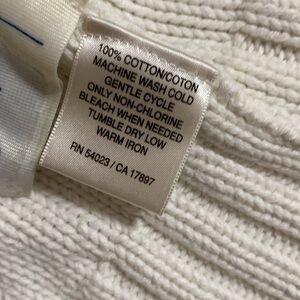 100% COTTON/COTON
MACHINE WASH COLD
GENTLE CYCLE
ONLY NON-CHLORINE
BLEACH WHEN NEEDED
TUMBLE DRY LOW
WARM IRON
RN 54023 / CA 17897